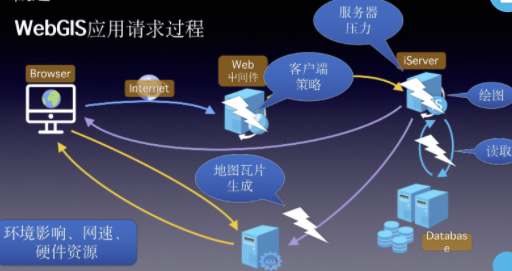 WebGIS应用请求过程
服务器
压力
Browser
Internet
Web
中间件
客户端
策略
iServer
绘图
读取
地图瓦片
生成
Databas
e
环境影响、网速、
硬件资源